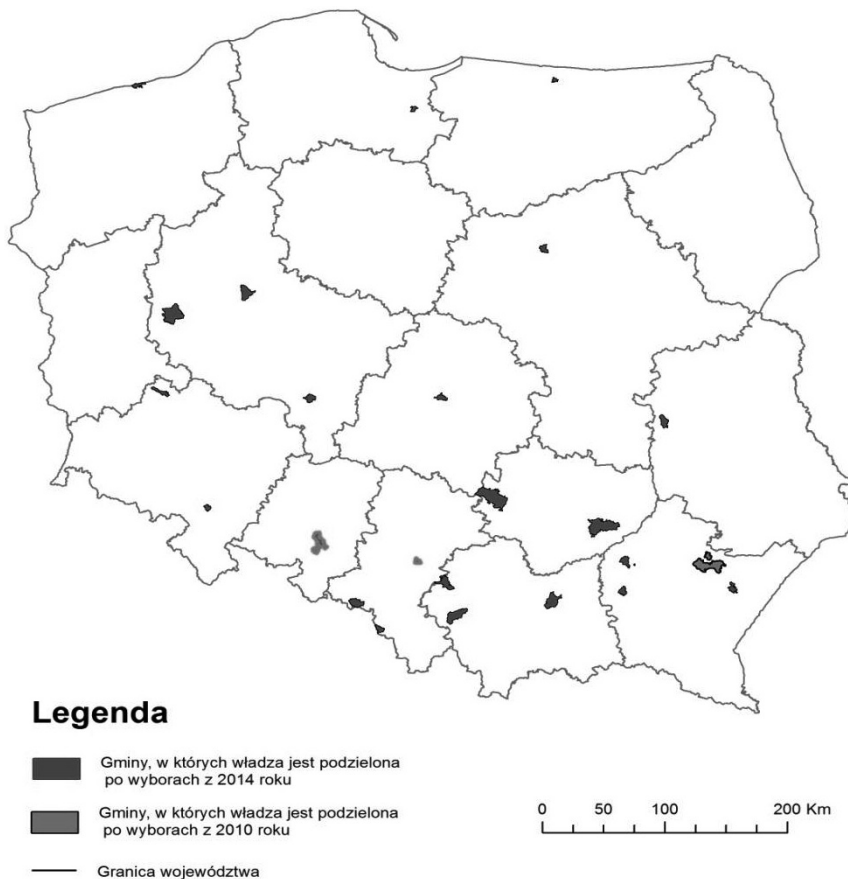 Legenda
Gminy, w których władza jest podzielona
po wyborach z 2014 roku
Gminy, w których władza jest podzielona
po wyborach z 2010 roku
Granica województwa
0 50 100 200 Km